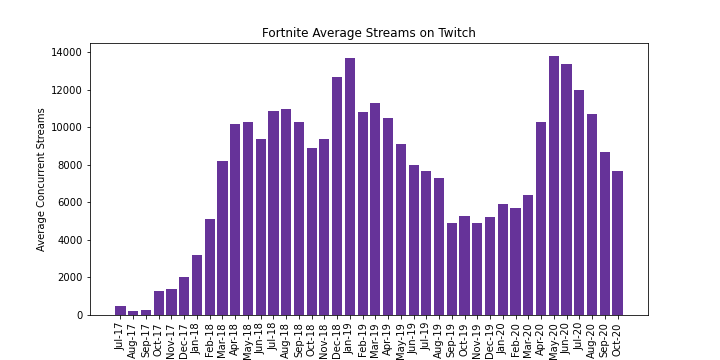 Fortnite Average Streams on Twitch
Average Concurrent Streams
14000
12000
10000
8000
6000
4000
2000
0
Jul-17
Aug-17
Sep-17
Oct-17
Nov-17
Dec-17
Jan-18
Feb-18
Mar-18
Apr-18
May-18
Jun-18
Jul-18
Aug-18
Sep-18
Oct-18
Nov-18
Dec-18
Jan-19
Feb-19
Mar-19
Apr-19
May-19
Jun-19
Jul-19
Aug-19
Sep-19
Oct-19
Nov-19
Dec-19
Jan-20
Feb-20
Mar-20
Apr-20
May-20
Jun-20
Jul-20
Aug-20
Sep-20
Oct-20